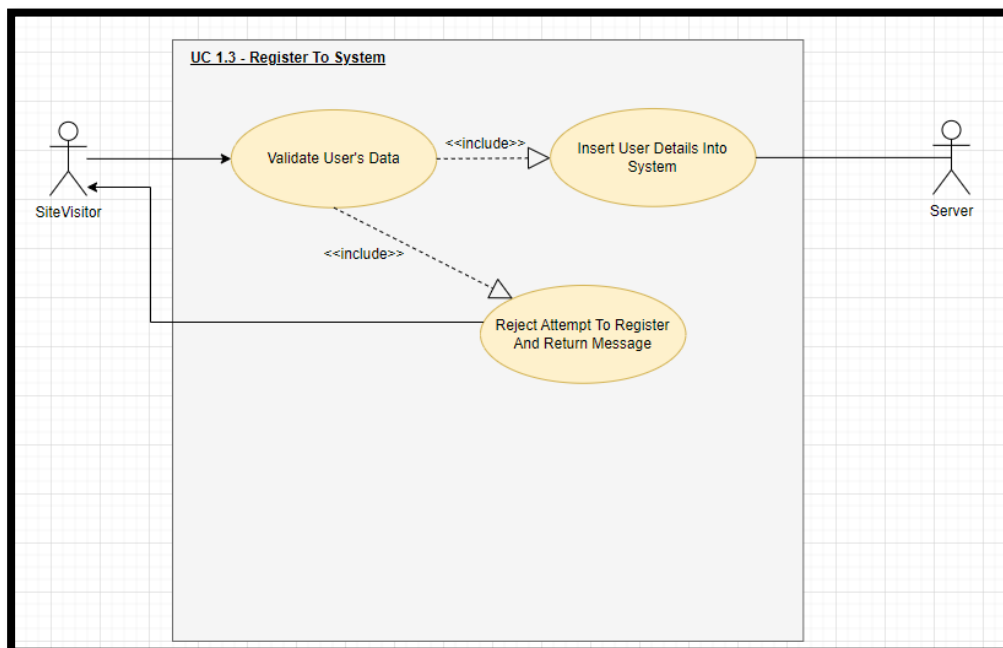 UC 1.3 - Register To System
Validate User's Data
<<include>>
Insert User Details Into
System
SiteVisitor
Server
<<include>>
Reject Attempt To Register
And Return Message